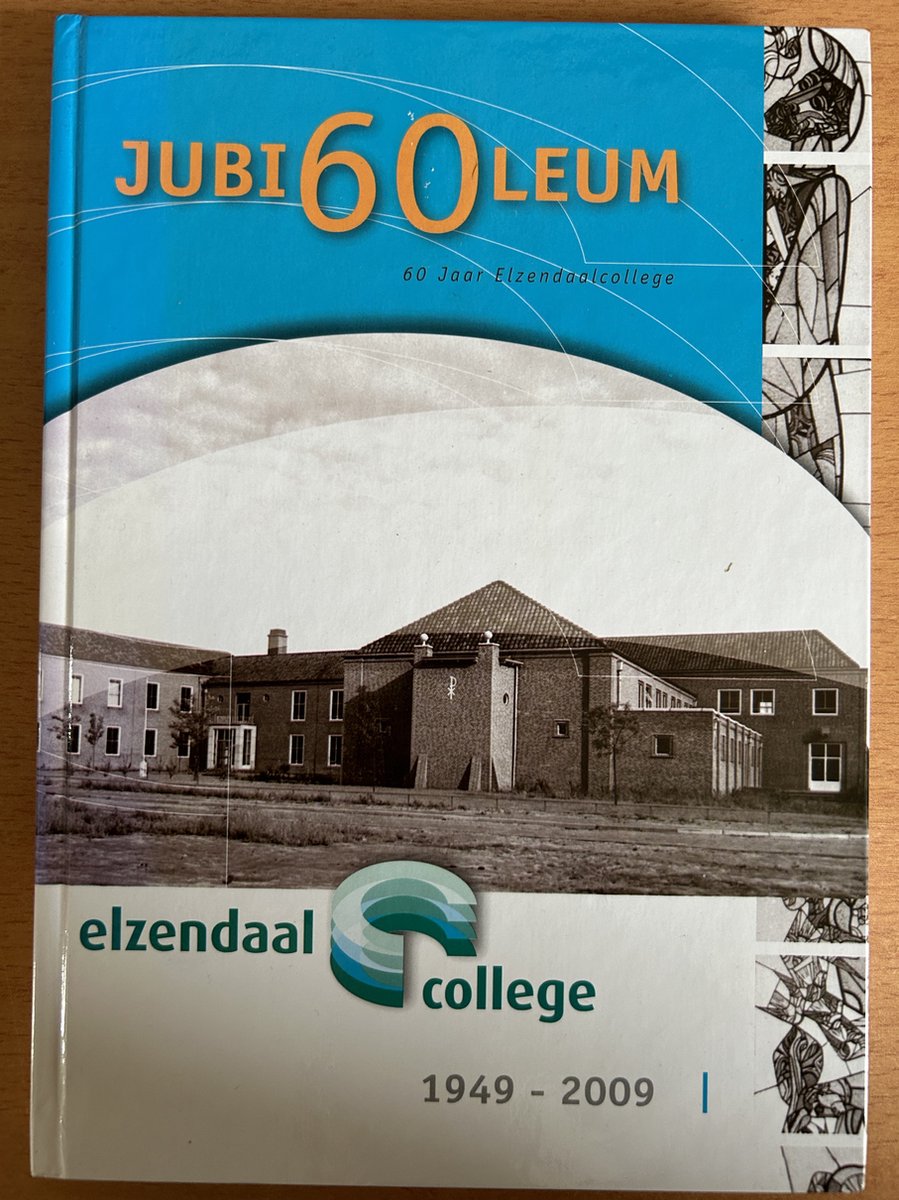 JUBI60LEUM
60 Jaar Elzendaalcollege
elzendaal
college
1949 - 2009